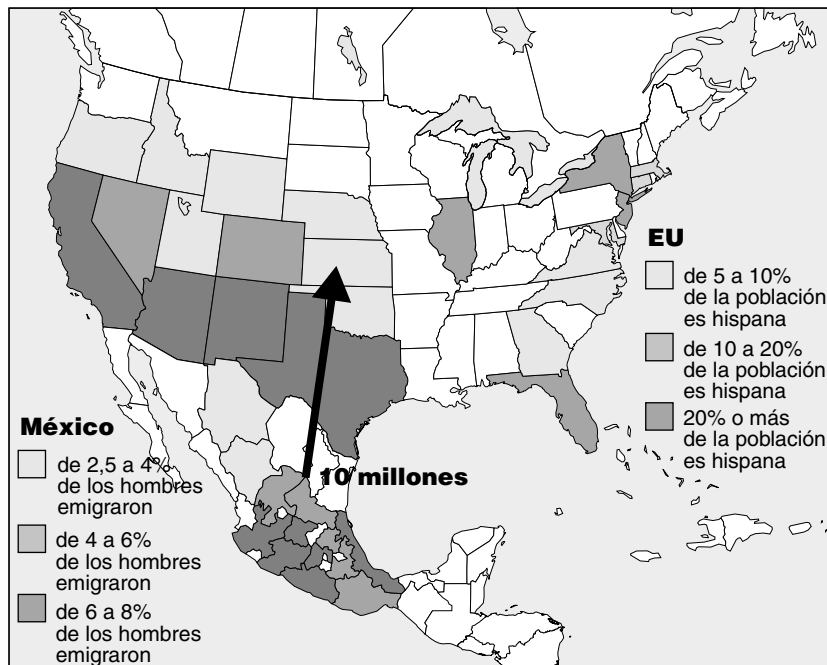 EU
de 5 a 10%
de la población
es hispana
de 10 a 20%
de la población
es hispana
20% o más
de la población
es hispana
México
de 2,5 a 4%
de los hombres
emigraron
de 4 a 6%
de los hombres
emigraron
de 6 a 8%
de los hombres
emigraron
10 millones